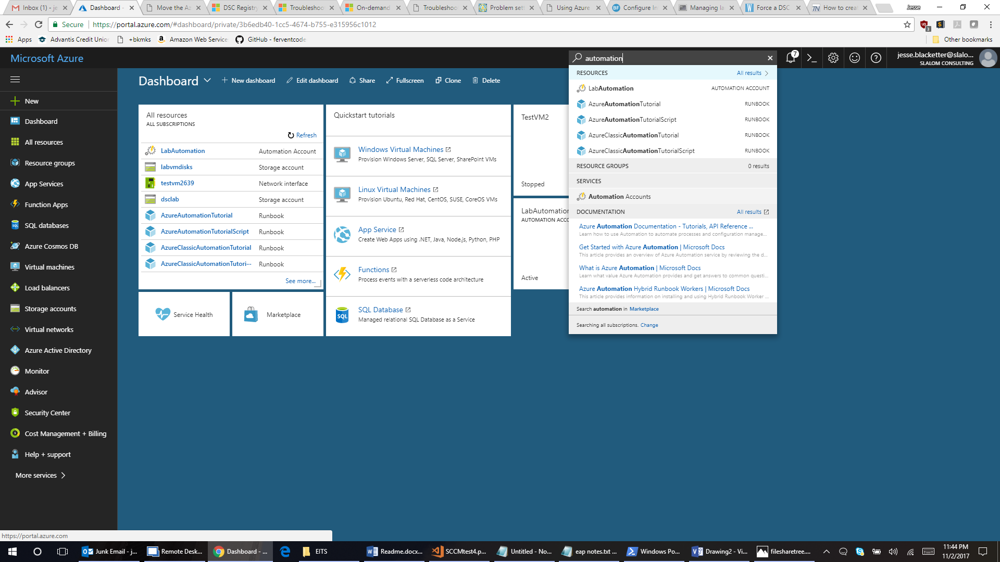 Inbox (1) - je
Dashboard -
Move the Az
DSC Registry
Troubleshoo
On-demand
Troubleshoo
Problem sett
Using Azure
Configure In
Managing la
Force a DSC
How to creat
Jesse
Secure
https://portal.azure.com/#dashboard/private/3b6edb40-1cc5-4674-b755-e315956c1012
3
Apps
Advantis Credit Union
+bkmks
Amazon Web Service
GitHub - ferventcode
Other bookmarks
Microsoft Azure
automation
7
jesse.blacketter@slalo...
SLALOM CONSULTING
New
Dashboard
All resources
Resource groups
App Services
Function Apps
SQL databases
Azure Cosmos DB
Virtual machines
Load balancers
Storage accounts
Virtual networks
Azure Active Directory
Monitor
Advisor
Security Center
Cost Management + Billing
Help + support
More services
Dashboard
New dashboard
Edit dashboard
Share
Fullscreen
Clone
Delete
All resources
ALL SUBSCRIPTIONS
Refresh
LabAutomation Automation Account
labvmdisks Storage account
testvm2639 Network interface
dsclab Storage account
AzureAutomationTutorial Runbook
AzureAutomationTutorialScript Runbook
AzureClassicAutomationTutorial Runbook
AzureClassicAutomationTutori... Runbook
See more...
Service Health
Marketplace
Quickstart tutorials
Windows Virtual Machines
Provision Windows Server, SQL Server, SharePoint VMs
Linux Virtual Machines
Provision Ubuntu, Red Hat, CentOS, SUSE, CoreOS VMs
App Service
Create Web Apps using .NET, Java, Node.js, Python, PHP
Functions
Process events with a serverless code architecture
SQL
SQL Database
Managed relational SQL Database as a Service
TestVM2
Stopped
LabAutomation
AUTOMATION ACCO
Active
RESOURCES All results
LabAutomation AUTOMATION ACCOUNT
AzureAutomationTutorial RUNBOOK
AzureAutomationTutorialScript RUNBOOK
AzureClassicAutomationTutorial RUNBOOK
AzureClassicAutomationTutorialScript RUNBOOK
RESOURCE GROUPS 0 results
SERVICES
Automation Accounts
DOCUMENTATION All results
Azure Automation Documentation - Tutorials, API Reference ...
Learn how to use Automation to automate processes and configuration manage...
Get Started with Azure Automation | Microsoft Docs
This article provides an overview of Azure Automation service by reviewing the d...
What is Azure Automation | Microsoft Docs
Learn what value Azure Automation provides and get answers to common questi...
Azure Automation Hybrid Runbook Workers | Microsoft Docs
This article provides information on installing and using Hybrid Runbook Worker ...
Search automation in Marketplace
Searching all subscriptions. Change
https://portal.azure.com
Junk Email - j...
Remote Desk...
Dashboard - ...
EITS
Readme.docx...
SCCMtest4.p...
Untitled - No...
eap notes.txt ...
Windows Po...
Drawing2 - Vi...
filesharetree....
11:44 PM
11/2/2017